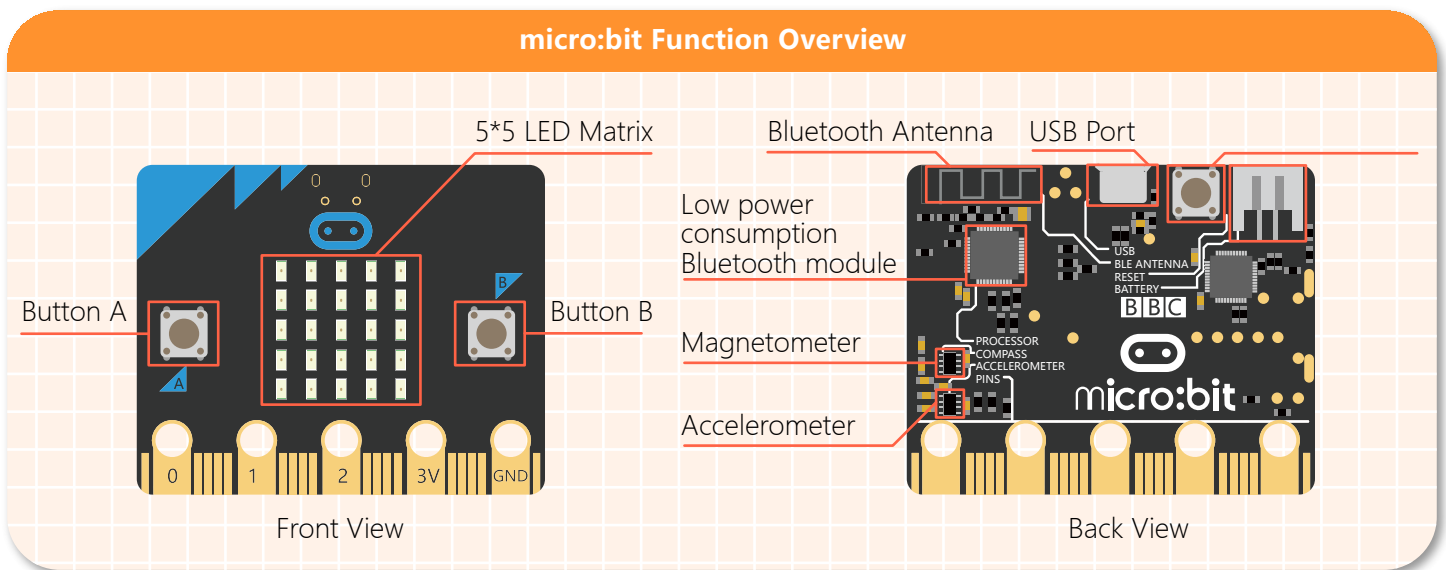 micro:bit Function Overview
5*5 LED Matrix
Button A
Button B
B
A
0 1 2 3V GND
Front View
Bluetooth Antenna
USB Port
Low power
consumption
Bluetooth module
Magnetometer
Accelerometer
USB
BLE ANTENNA
RESET
BATTERY
BBC
PROCESSOR
COMPASS
ACCELEROMETER
PINS
micro:bit
Back View